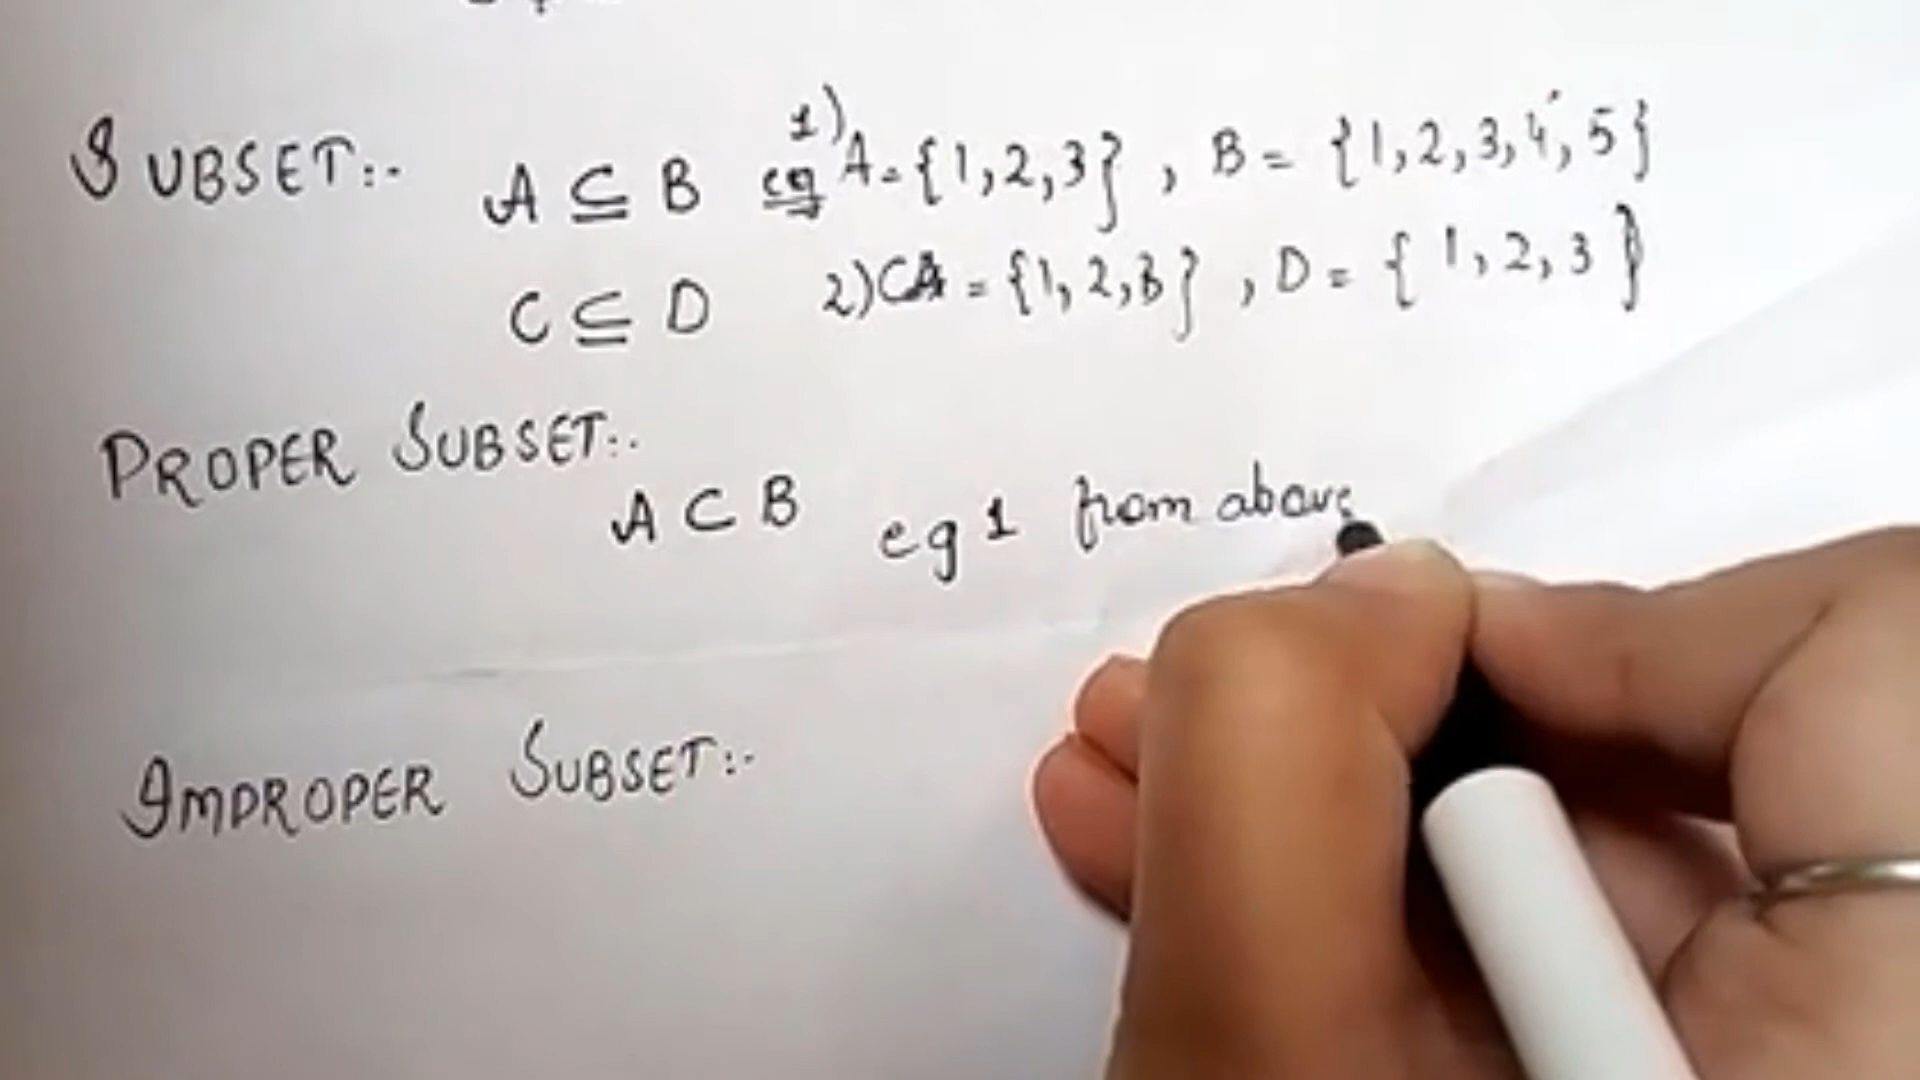 SUBSET:- A ⊆ B eg 1) A = {1,2,3} , B = {1,2,3,4,5}
C ⊆ D 2) C = {1,2,3} , D = {1,2,3}
PROPER SUBSET:-
A ⊂ B eg 1 from above
IMPROPER SUBSET:-